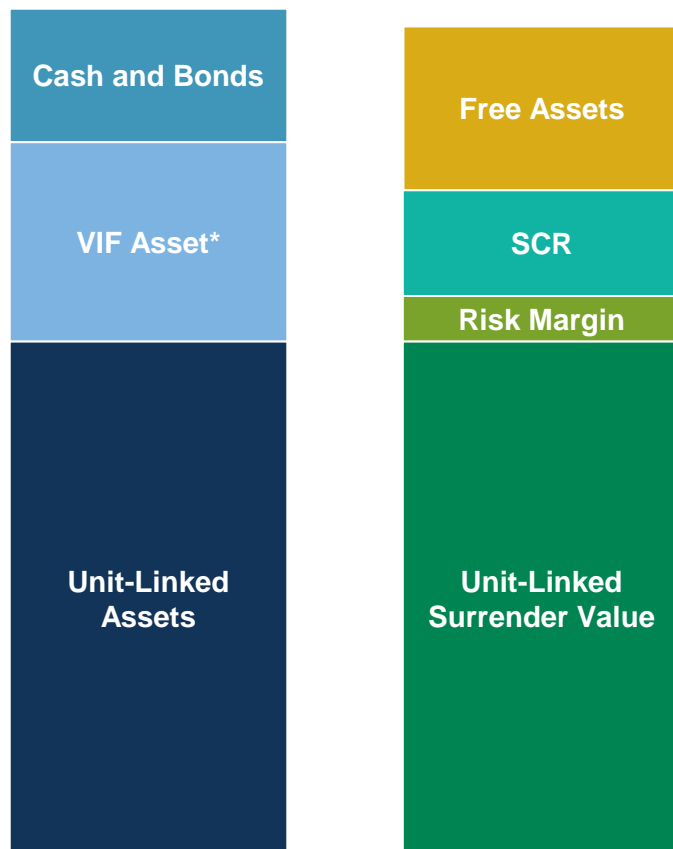 Cash and Bonds
VIF Asset*
Unit-Linked
Assets
Free Assets
SCR
Risk Margin
Unit-Linked
Surrender Value